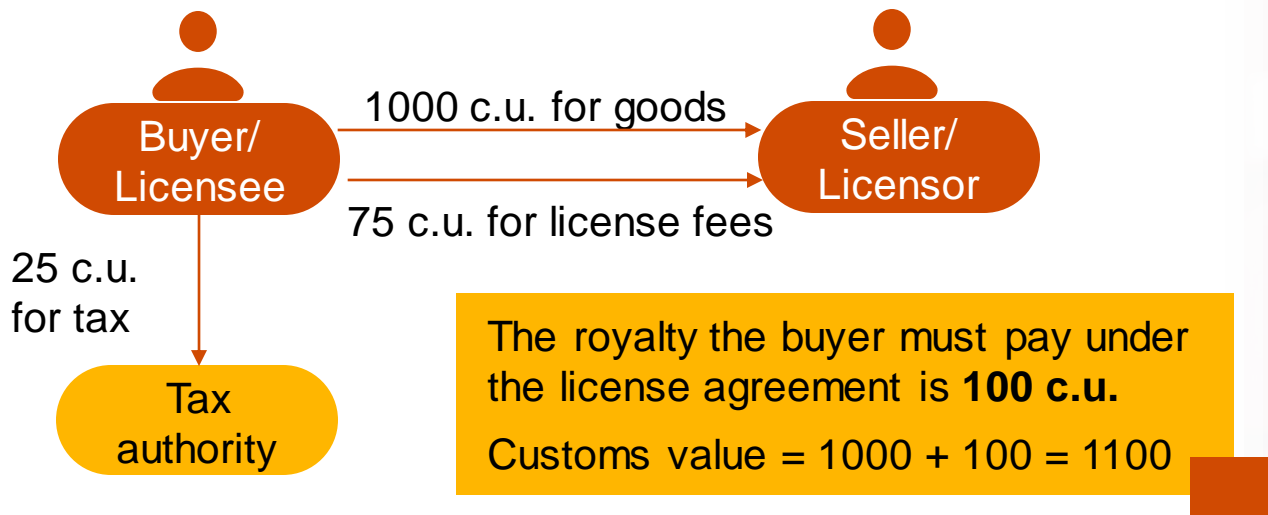 Buyer/
Licensee
1000 c.u. for goods
75 c.u. for license fees
Seller/
Licensor
25 c.u.
for tax
Tax
authority
The royalty the buyer must pay under
the license agreement is 100 c.u.
Customs value = 1000 + 100 = 1100